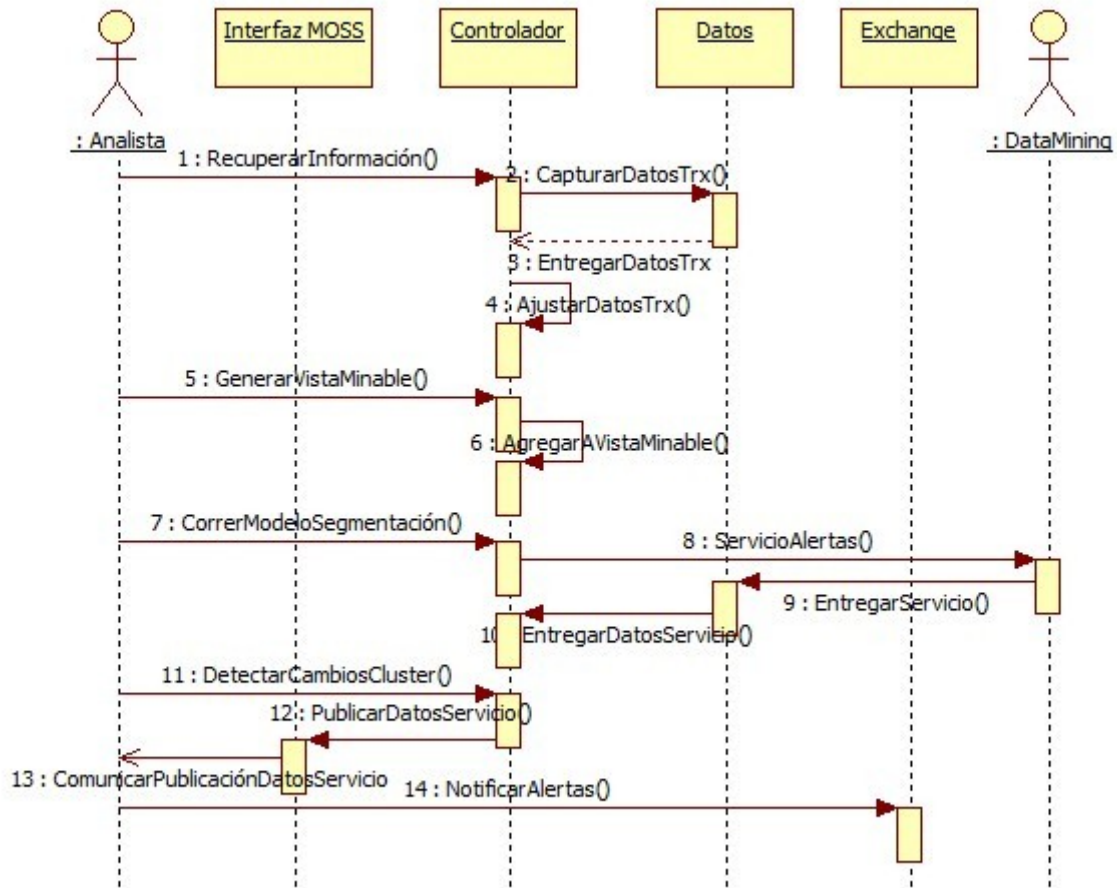 Interfaz MOSS
Controlador
Datos
Exchange
: Analista
: DataMining
1 : RecuperarInformación()
2 : CapturarDatosTrx()
3 : EntregarDatosTrx
4 : AjustarDatosTrx()
5 : GenerarVistaMinable()
6 : AgregarAVistaMinable()
7 : CorrerModeloSegmentación()
8 : ServicioAlertas()
9 : EntregarServicio()
10 : EntregarDatosServicio()
11 : DetectarCambiosCluster()
12 : PublicarDatosServicio()
13 : ComunicarPublicaciónDatosServicio
14 : NotificarAlertas()